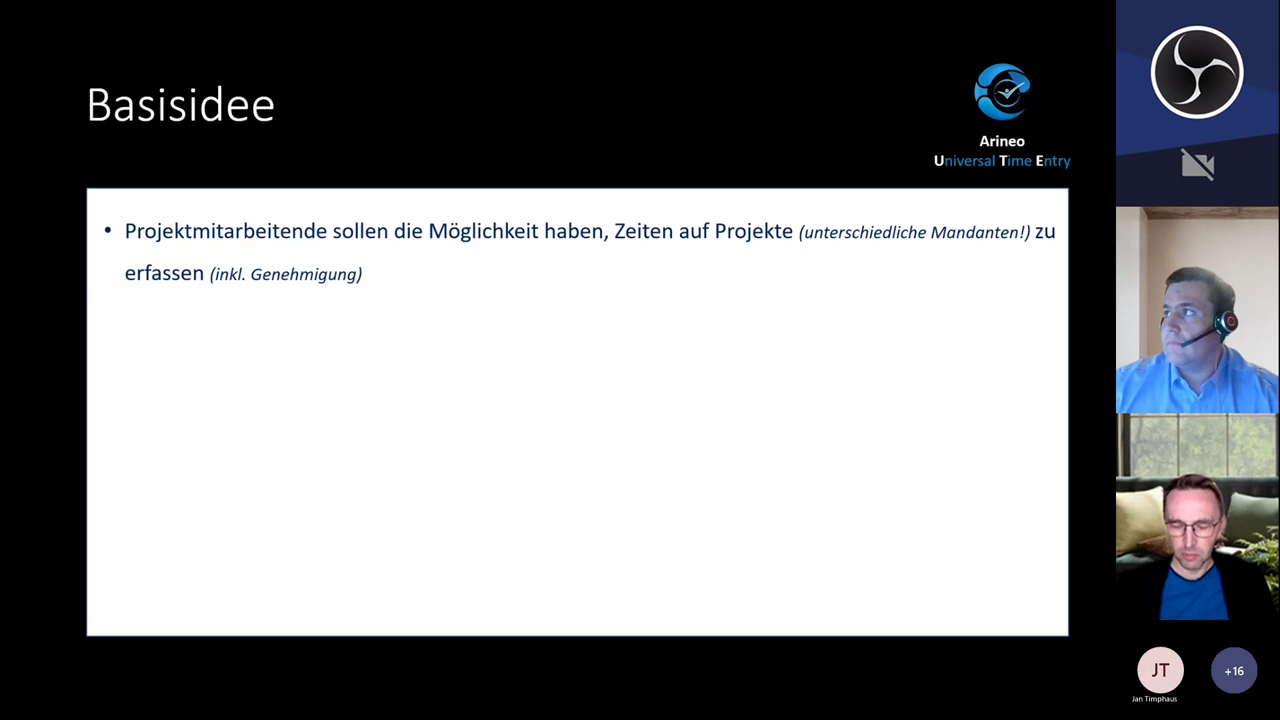 Basisidee
Arineo
Universal Time Entry
• Projektmitarbeitende sollen die Möglichkeit haben, Zeiten auf Projekte (unterschiedliche Mandanten!) zu
erfassen (inkl. Genehmigung)
JT
+16
Jan Timphaus